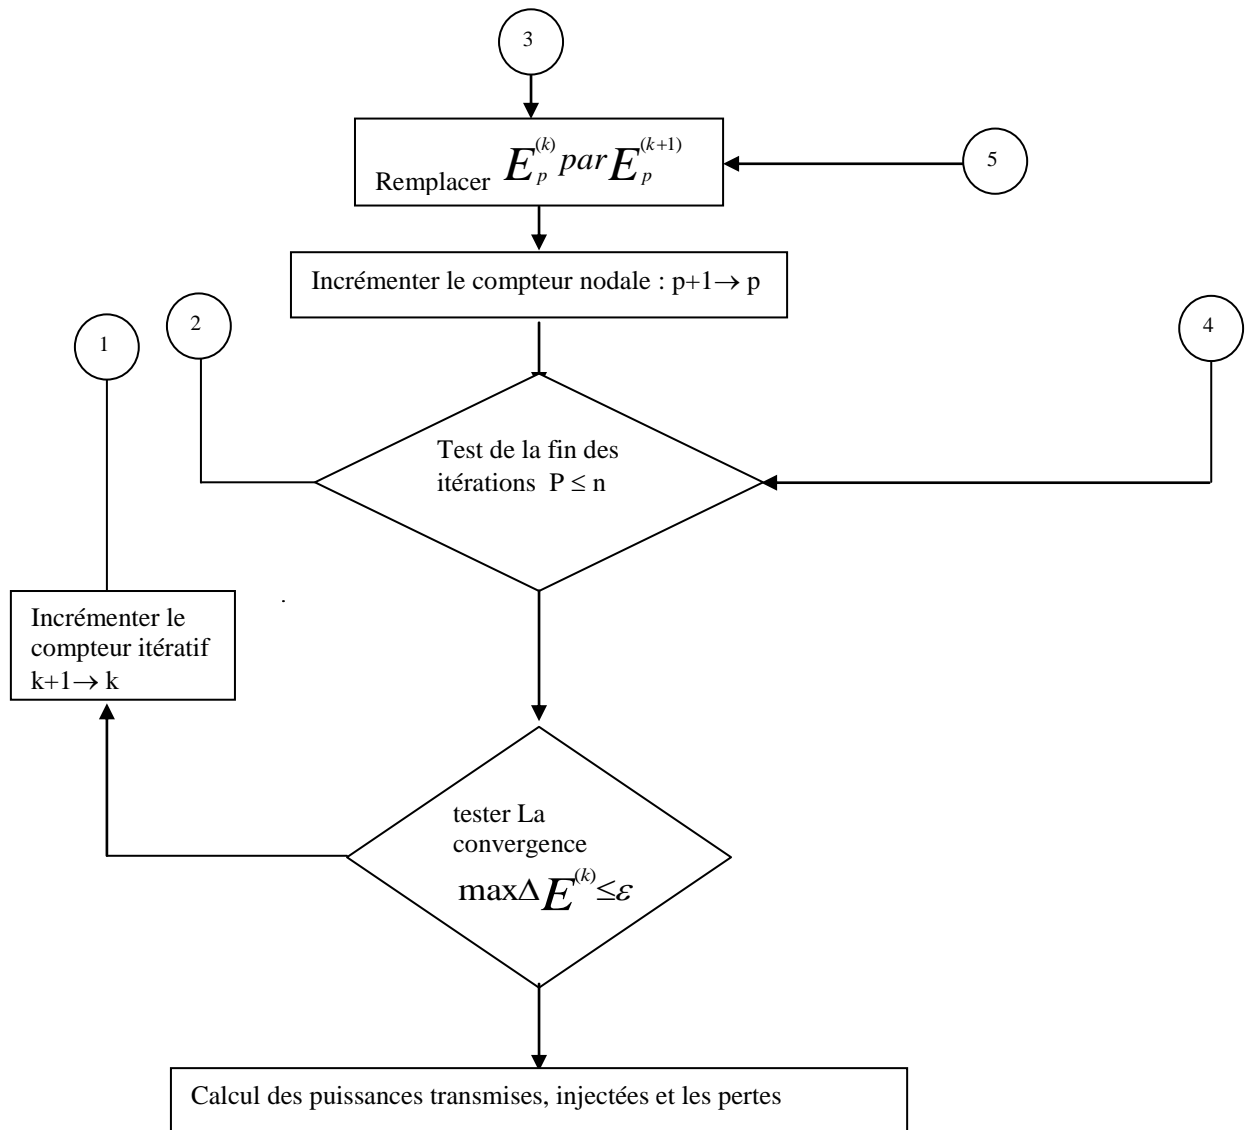 3
Remplacer E_p^(k) par E_p^(k+1)
5
Incrémenter le compteur nodale : p+1→ p
1
2
4
Test de la fin des
itérations P ≤ n
Incrémenter le
compteur itératif
k+1→ k
tester La
convergence
max∆E^(k)≤ε
Calcul des puissances transmises, injectées et les pertes